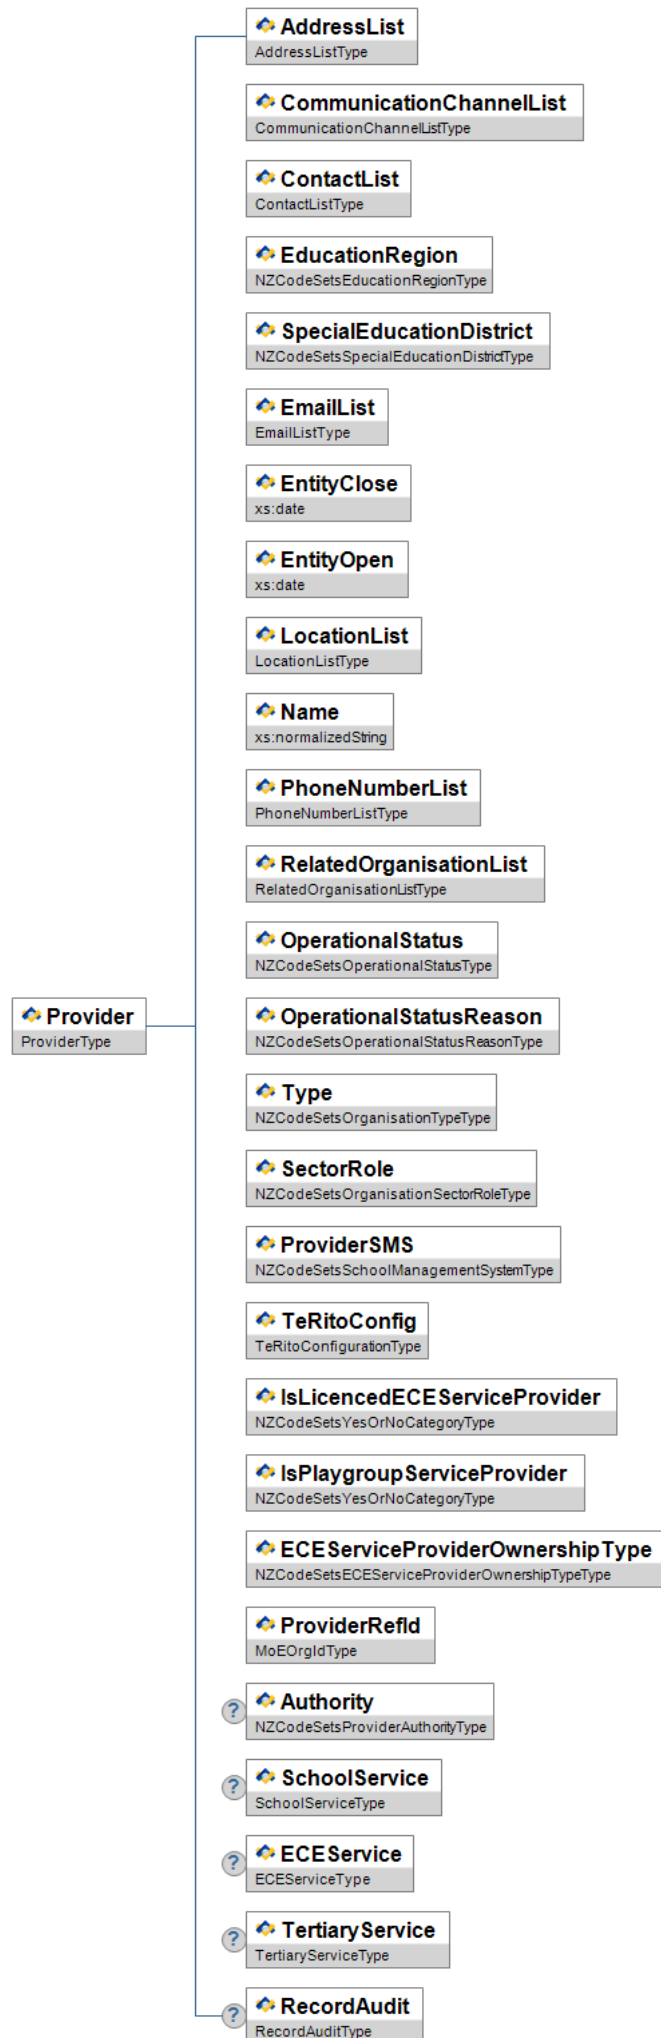 AddressList
AddressListType
CommunicationChannelList
CommunicationChannelListType
ContactList
ContactListType
EducationRegion
NZCodeSetsEducationRegionType
SpecialEducationDistrict
NZCodeSetsSpecialEducationDistrictType
EmailList
EmailListType
EntityClose
xs:date
EntityOpen
xs:date
LocationList
LocationListType
Name
xs:normalizedString
PhoneNumberList
PhoneNumberListType
RelatedOrganisationList
RelatedOrganisationListType
OperationalStatus
NZCodeSetsOperationalStatusType
Provider
ProviderType
OperationalStatusReason
NZCodeSetsOperationalStatusReasonType
Type
NZCodeSetsOrganisationTypeType
SectorRole
NZCodeSetsOrganisationSectorRoleType
ProviderSMS
NZCodeSetsSchoolManagementSystemType
TeRitoConfig
TeRitoConfigurationType
IsLicencedECEServiceProvider
NZCodeSetsYesOrNoCategoryType
IsPlaygroupServiceProvider
NZCodeSetsYesOrNoCategoryType
ECEServiceProviderOwnershipType
NZCodeSetsECEServiceProviderOwnershipTypeType
ProviderRefId
MoEOrgIdType
? Authority
NZCodeSetsProviderAuthorityType
? SchoolService
SchoolServiceType
? ECEService
ECEServiceType
? TertiaryService
TertiaryServiceType
? RecordAudit
RecordAuditType